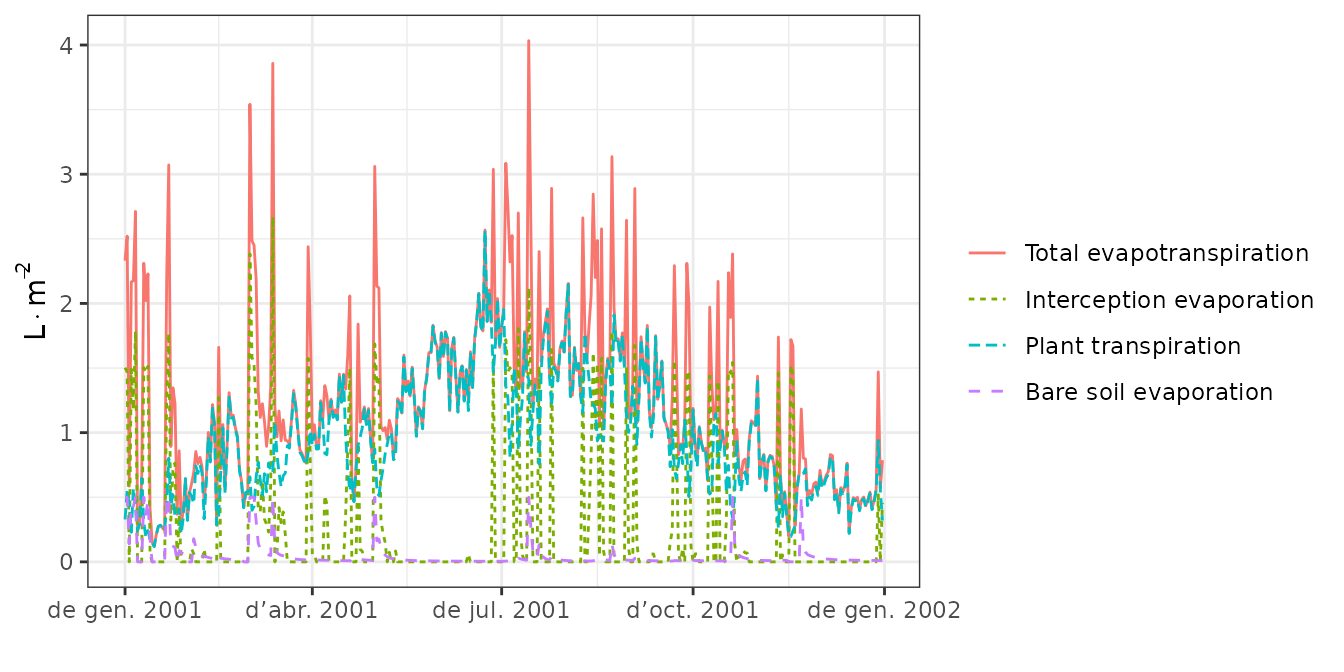 L · m⁻²
4
3
2
1
0
de gen. 2001
d’abr. 2001
de jul. 2001
d’oct. 2001
de gen. 2002
Total evapotranspiration
Interception evaporation
Plant transpiration
Bare soil evaporation